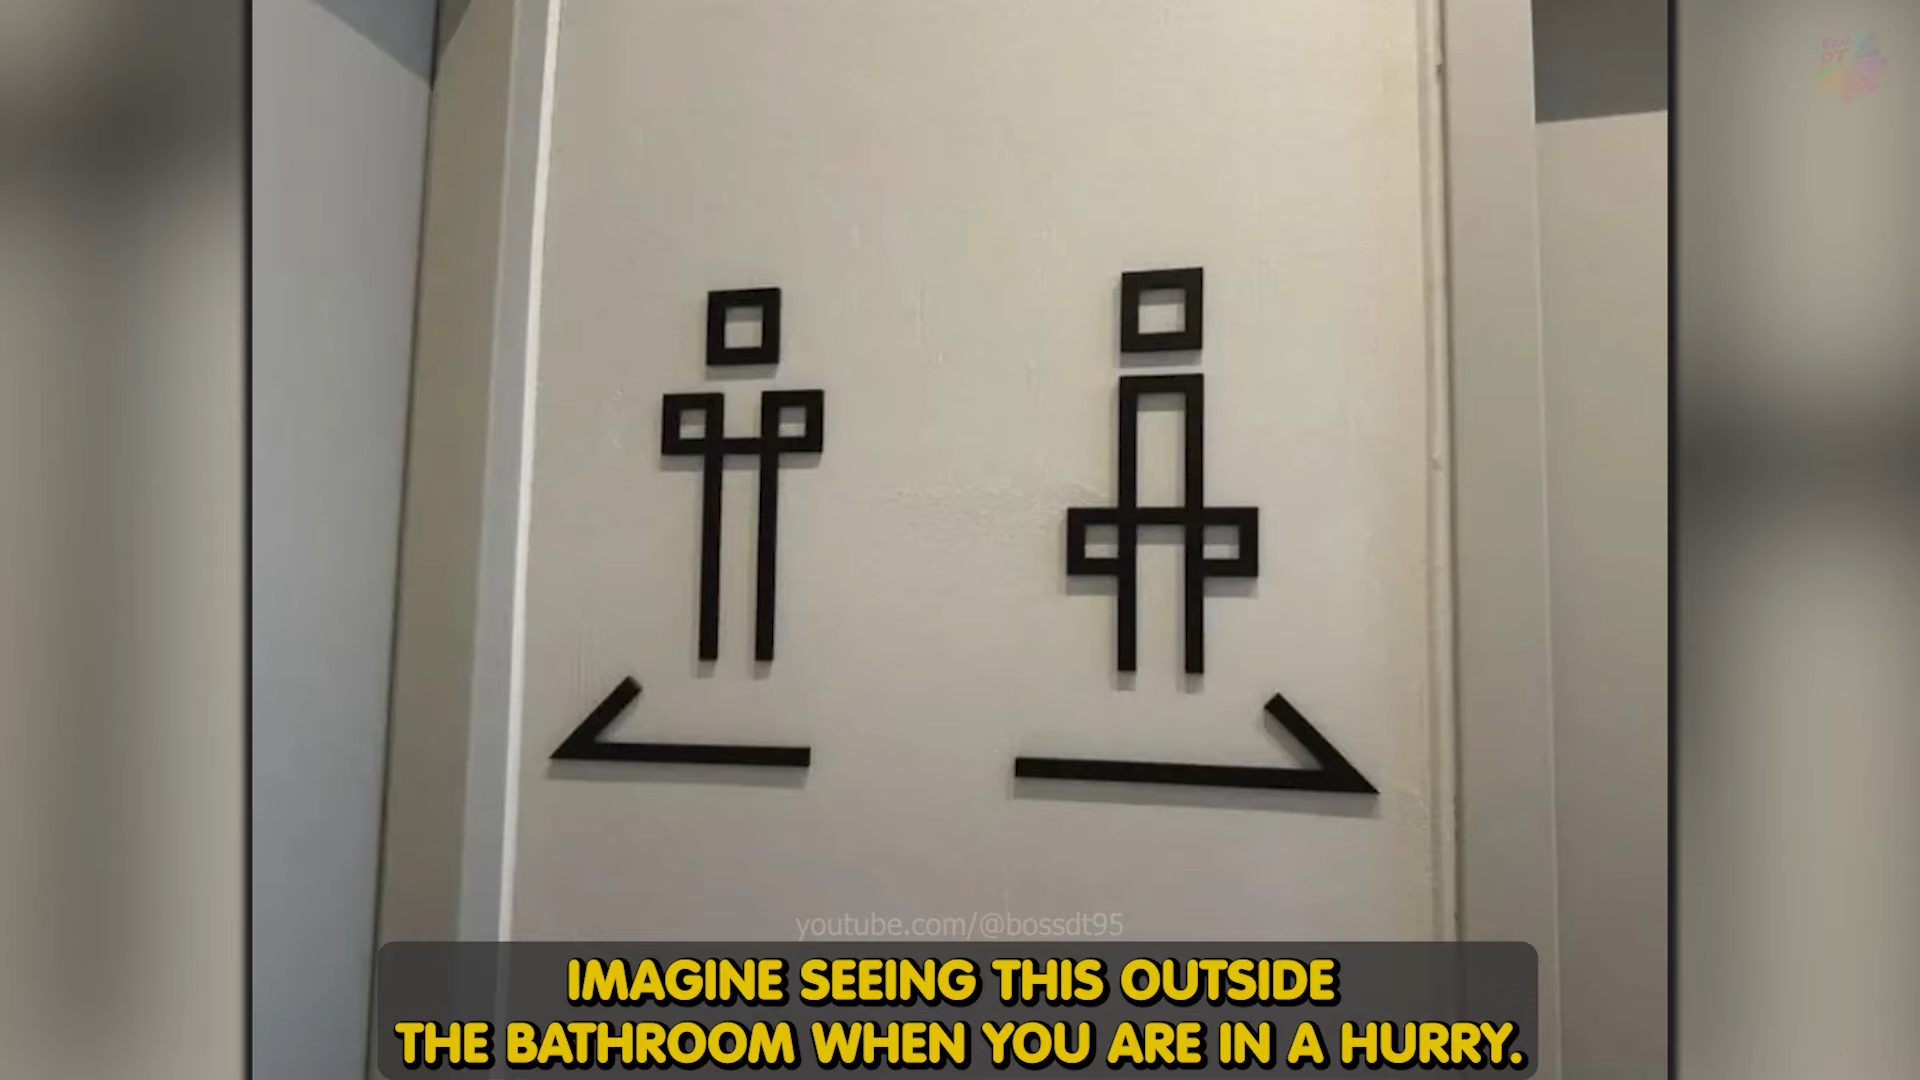 youtube.com/@bossdt95
IMAGINE SEEING THIS OUTSIDE
THE BATHROOM WHEN YOU ARE IN A HURRY.